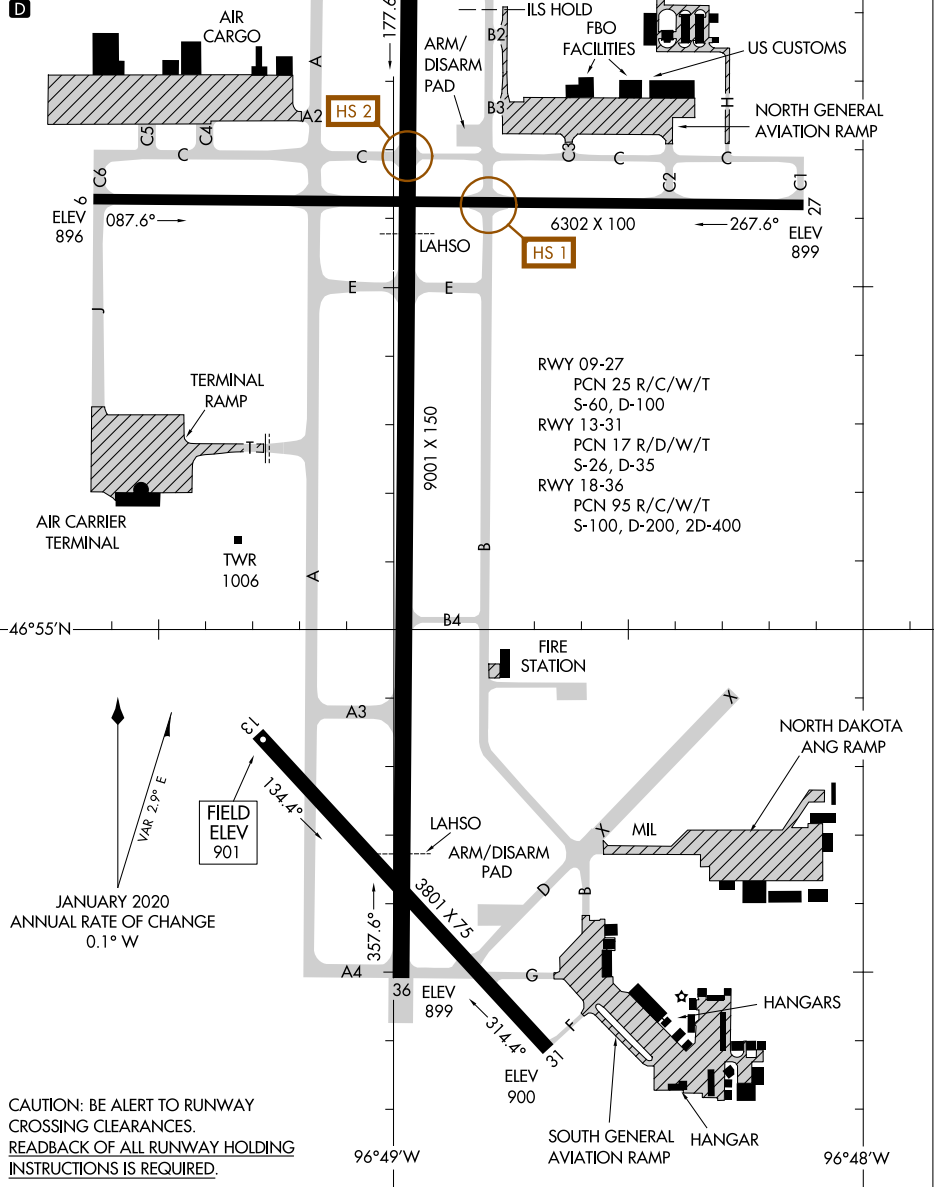 D
AIR
CARGO
A
177.6
ILS HOLD
B2
ARM/
DISARM
PAD
FBO
FACILITIES
US CUSTOMS
B3
H
NORTH GENERAL
AVIATION RAMP
A2
HS 2
C5
C4
C
C
C3
C
C
C6
C2
C1
6
ELEV
896
087.6°
6302 X 100
267.6°
27
ELEV
899
LAHSO
HS 1
E
E
J
RWY 09-27
PCN 25 R/C/W/T
S-60, D-100
RWY 13-31
PCN 17 R/D/W/T
S-26, D-35
RWY 18-36
PCN 95 R/C/W/T
S-100, D-200, 2D-400
TERMINAL
RAMP
T
9001 X 150
AIR CARRIER
TERMINAL
TWR
1006
A
B
B4
46°55'N
FIRE
STATION
A3
X
13
134.4°
NORTH DAKOTA
ANG RAMP
VAR 2.9° E
FIELD
ELEV
901
LAHSO
X
MIL
ARM/DISARM
PAD
JANUARY 2020
ANNUAL RATE OF CHANGE
0.1° W
3801 X 75
D
B
357.6°
A4
G
36
ELEV
899
HANGARS
314.4°
F
31
ELEV
900
CAUTION: BE ALERT TO RUNWAY
CROSSING CLEARANCES.
READBACK OF ALL RUNWAY HOLDING
INSTRUCTIONS IS REQUIRED.
96°49'W
SOUTH GENERAL
AVIATION RAMP
HANGAR
96°48'W